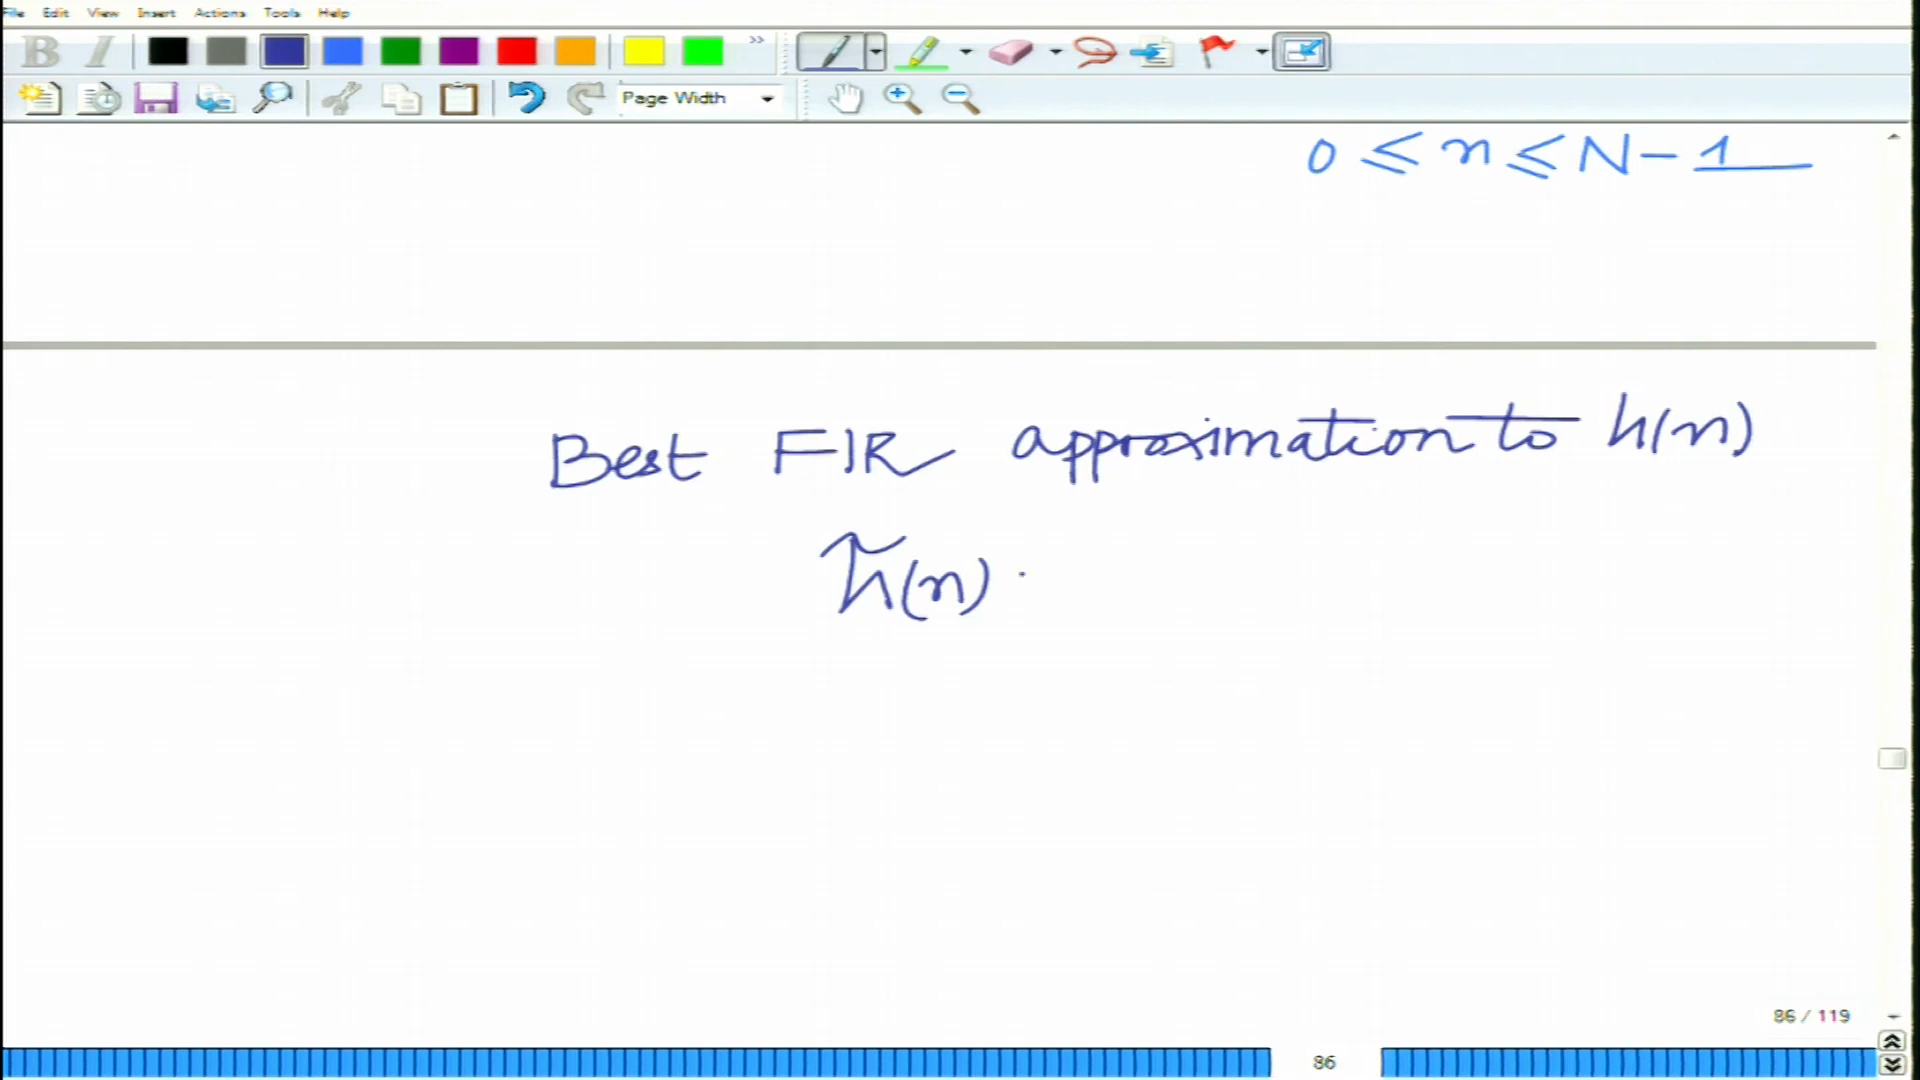 File Edit View Insert Actions Tools Help
B I
Page Width
0 ≤ n ≤ N-1
Best FIR approximation to h(n)
h̃(n)
86 / 119
86